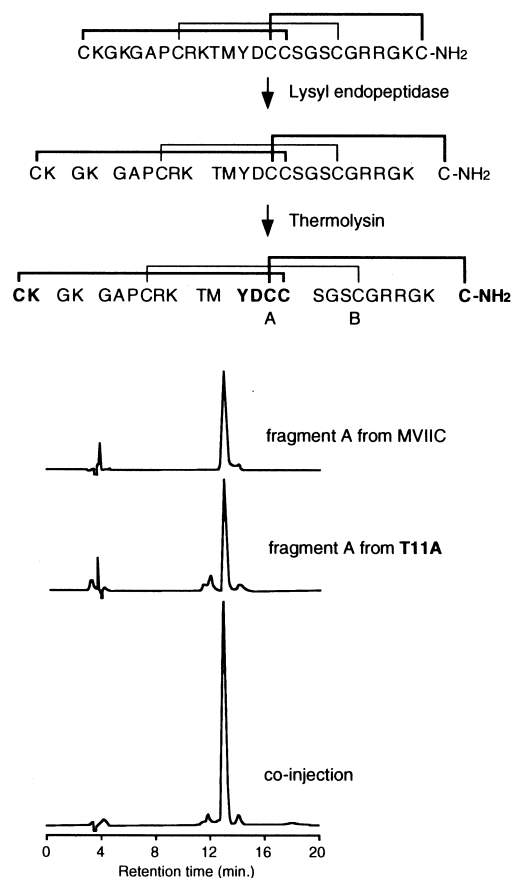 CKGKGAPCRKTMYDCCSGSCGRRGKC-NH2
Lysyl endopeptidase
CK GK GAPCRK TMYDCCSGSCGRRGK C-NH2
Thermolysin
CK GK GAPCRK TM YDCC SGSCGRRGK C-NH2
A B
fragment A from MVIIC
fragment A from T11A
co-injection
0 4 8 12 16 20
Retention time (min.)